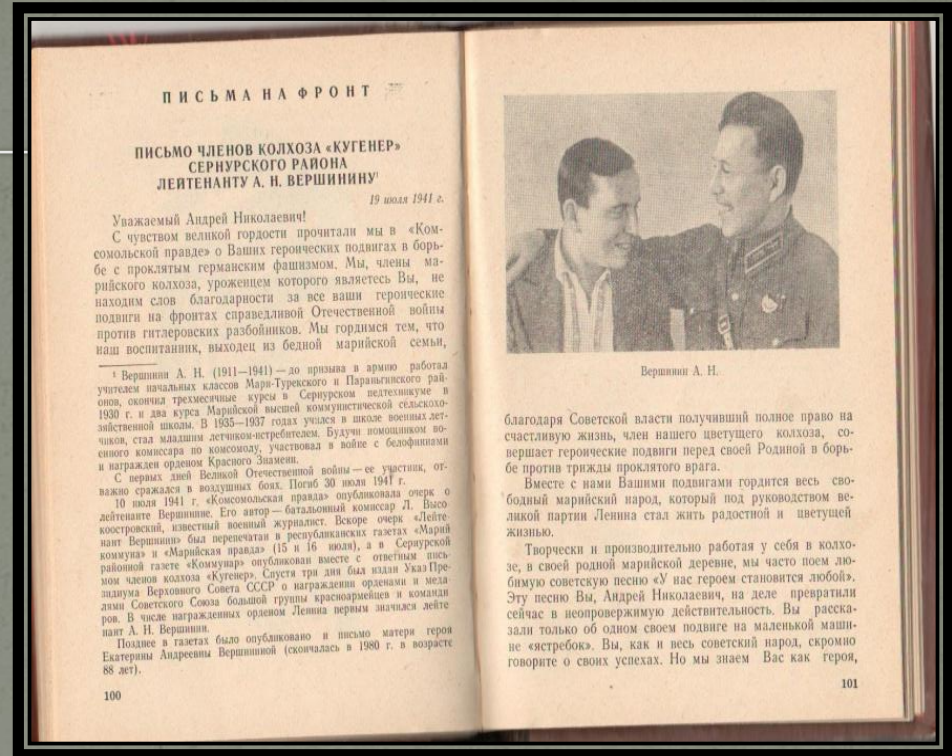 ПИСЬМА НА ФРОНТ
ПИСЬМО ЧЛЕНОВ КОЛХОЗА «КУГЕНЕР»
СЕРНУРСКОГО РАЙОНА
ЛЕЙТЕНАНТУ А. Н. ВЕРШИНИНУ¹
19 июля 1941 г.
Уважаемый Андрей Николаевич!
С чувством великой гордости прочитали мы в «Ком-
сомольской правде» о Ваших героических подвигах в борь-
бе с проклятым германским фашизмом. Мы, члены ма-
рийского колхоза, уроженцем которого являетесь Вы, не
находим слов благодарности за все ваши героические
подвиги на фронтах справедливой Отечественной войны
против гитлеровских разбойников. Мы гордимся тем, что
наш воспитанник, выходец из бедной марийской семьи,
¹ Вершинин А. Н. (1911—1941) — до призыва в армию работал
учителем начальных классов Мари-Турекского и Параньгинского рай-
онов, окончил трехмесячные курсы в Сернурском педтехникуме в
1930 г. и два курса Марийской высшей коммунистической сельскохо-
зяйственной школы. В 1935—1937 годах учился в школе военных лет-
чиков, стал младшим летчиком-истребителем. Будучи помощником во-
енного комиссара по комсомолу, участвовал в войне с белофиннами
и награжден орденом Красного Знамени.
С первых дней Великой Отечественной войны — ее участник, от-
важно сражался в воздушных боях. Погиб 30 июля 1941 г.
10 июля 1941 г. «Комсомольская правда» опубликовала очерк о
лейтенанте Вершинине. Его автор — батальонный комиссар Л. Высо
коостровский, известный военный журналист. Вскоре очерк «Лейте-
нант Вершинин» был перепечатан в республиканских газетах «Марий
коммуна» и «Марийская правда» (15 и 16 июля), а в Сернурской
районной газете «Коммунар» опубликован вместе с ответным пись-
мом членов колхоза «Кугенер». Спустя три дня был издан Указ Пре-
зидиума Верховного Совета СССР о награждении орденами и меда-
лями Советского Союза большой группы красноармейцев и команди
ров. В числе награжденных орденом Ленина первым значился лейте
нант А. Н. Вершинин.
Позднее в газетах было опубликовано и письмо матери героя
Екатерины Андреевны Вершининой (скончалась в 1980 г. в возрасте
88 лет).
100
Вершинин А. Н.
благодаря Советской власти получивший полное право на
счастливую жизнь, член нашего цветущего колхоза, со-
вершает героические подвиги перед своей Родиной в борь-
бе против трижды проклятого врага.
Вместе с нами Вашими подвигами гордится весь сво-
бодный марийский народ, который под руководством ве-
ликой партии Ленина стал жить радостной и цветущей
жизнью.
Творчески и производительно работая у себя в колхо-
зе, в своей родной марийской деревне, мы часто поем лю-
бимую советскую песню «У нас героем становится любой».
Эту песню Вы, Андрей Николаевич, на деле превратили
сейчас в неопровержимую действительность. Вы расска-
зали только об одном своем подвиге на маленькой маши-
не «ястребок». Вы, как и весь советский народ, скромно
говорите о своих успехах. Но мы знаем Вас как героя,
101